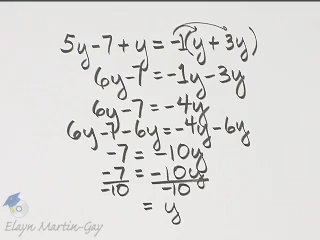 5y-7+y = -1(y+3y)
6y-7 = -1y-3y
6y-7 = -4y
6y-7-6y = -4y-6y
-7 = -10y
-7/-10 = -10y/-10
= y
Elayn Martin-Gay